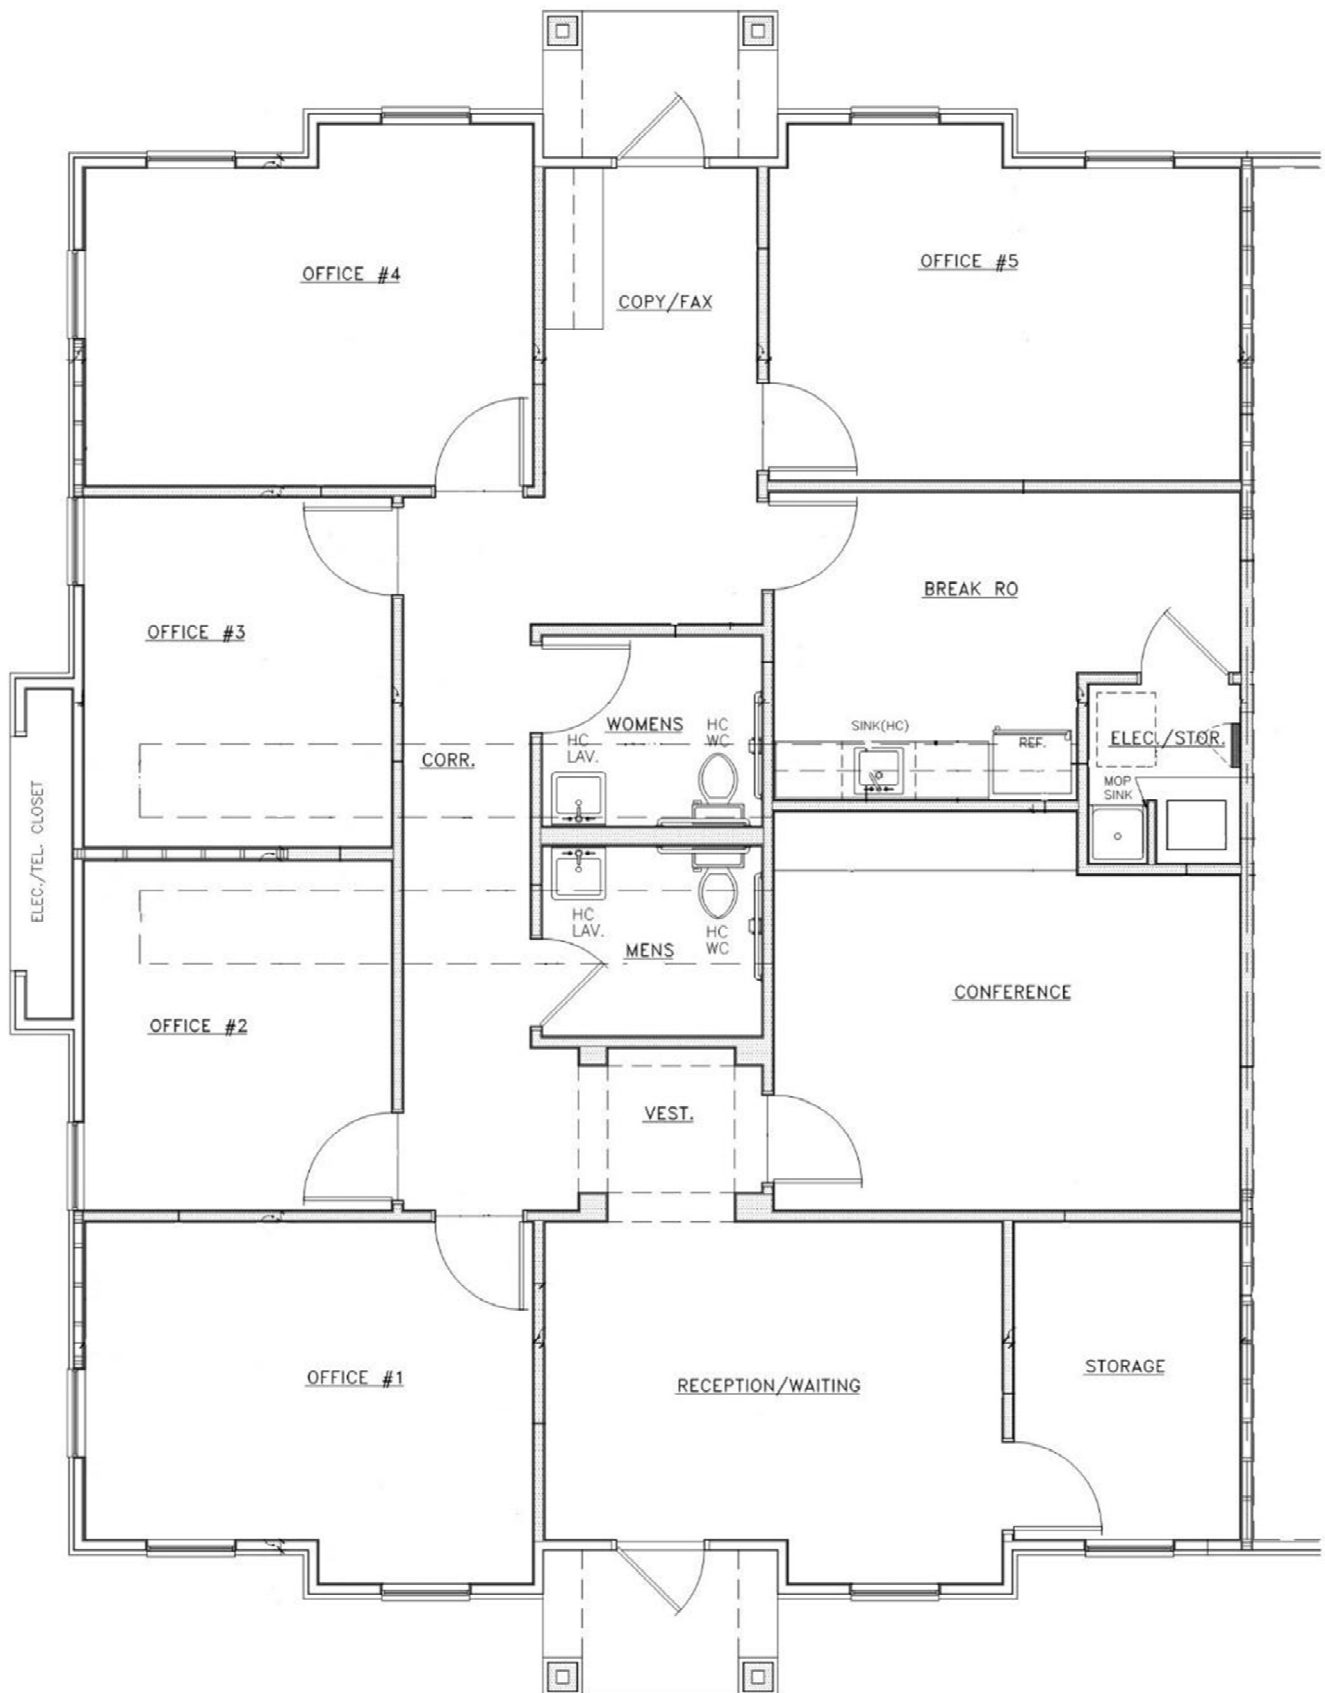 OFFICE #4
OFFICE #5
COPY/FAX
BREAK RO
OFFICE #3
WOMENS
HC
WC
HC
LAV.
SINK(HC)
REF.
ELEC./STOR.
CORR.
MOP
SINK
ELEC./TEL. CLOSET
HC
LAV.
HC
WC
MENS
CONFERENCE
OFFICE #2
VEST.
STORAGE
OFFICE #1
RECEPTION/WAITING